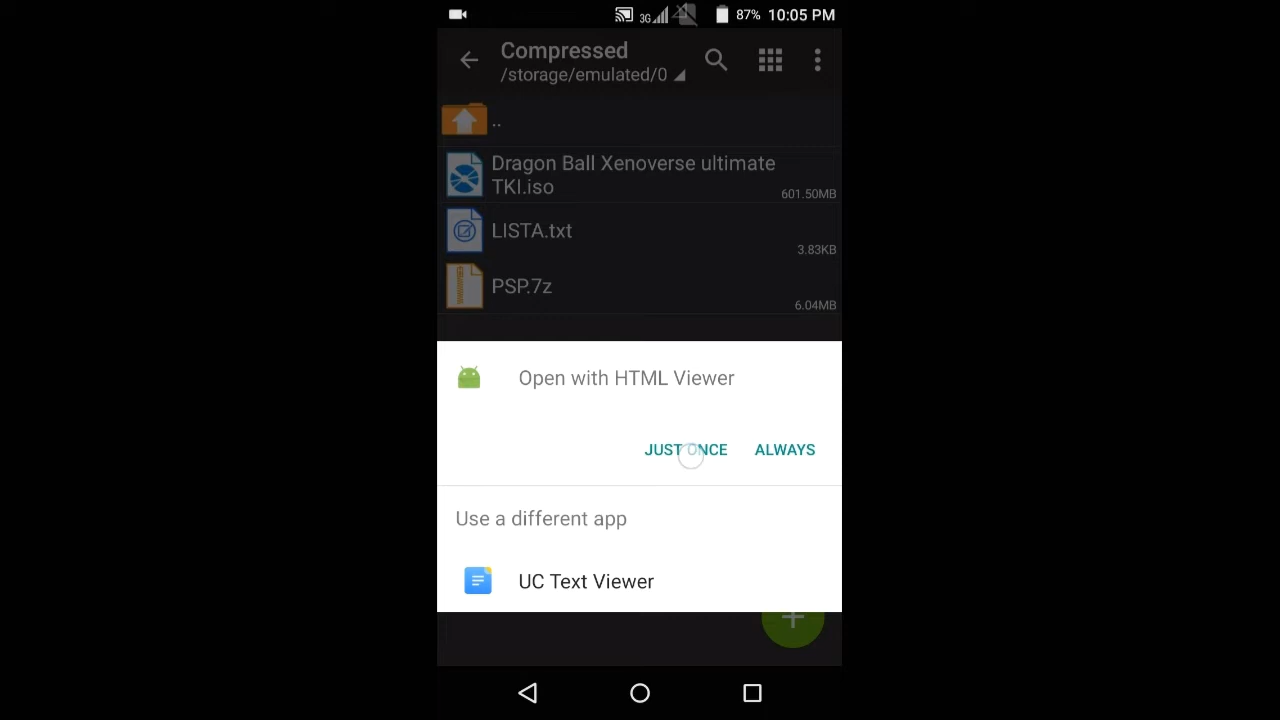 3G 87% 10:05 PM
Compressed
/storage/emulated/0
..
Dragon Ball Xenoverse ultimate
TKI.iso
601.50MB
LISTA.txt
3.83KB
PSP.7z
6.04MB
Open with HTML Viewer
JUST ONCE ALWAYS
Use a different app
UC Text Viewer